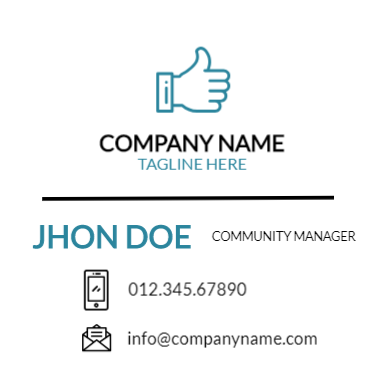 COMPANY NAME
TAGLINE HERE
JHON DOE COMMUNITY MANAGER
012.345.67890
info@companyname.com